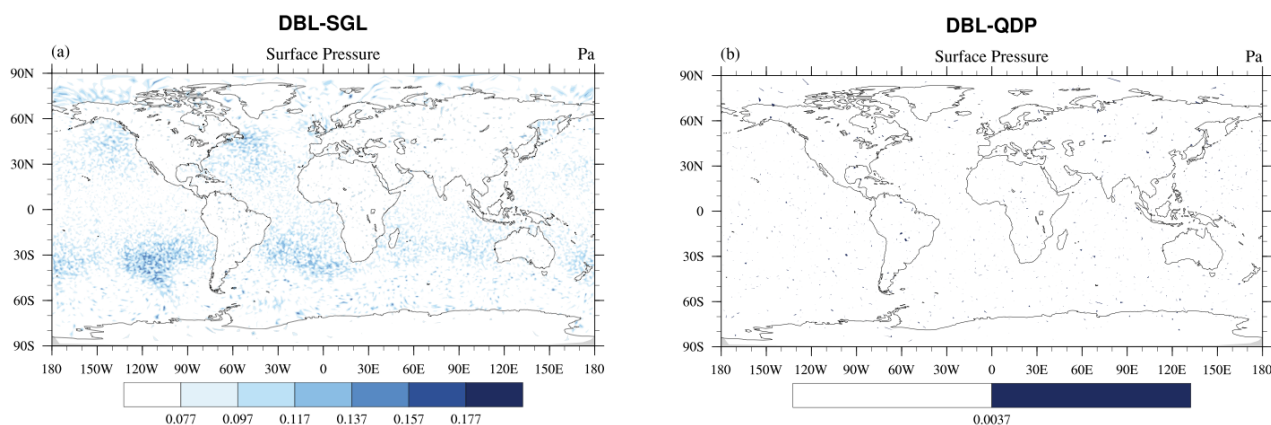 DBL-SGL
(a) Surface Pressure Pa
90N
60N
30N
0
30S
60S
90S
180 150W 120W 90W 60W 30W 0 30E 60E 90E 120E 150E 180
0.077 0.097 0.117 0.137 0.157 0.177
DBL-QDP
(b) Surface Pressure Pa
90N
60N
30N
0
30S
60S
90S
180 150W 120W 90W 60W 30W 0 30E 60E 90E 120E 150E 180
0.0037